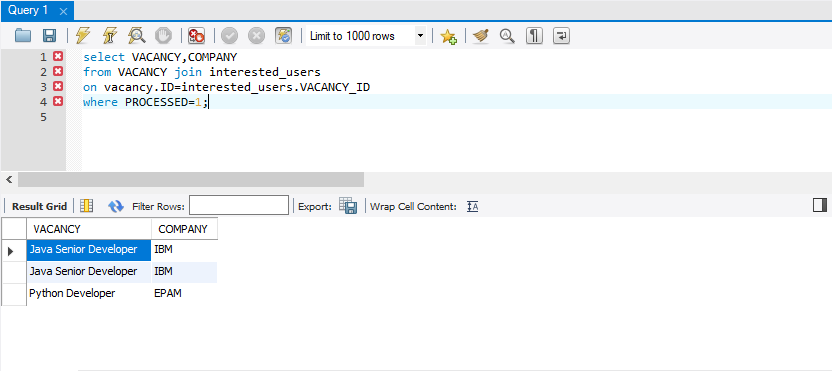 Query 1
Limit to 1000 rows
1 select VACANCY,COMPANY
2 from VACANCY join interested_users
3 on vacancy.ID=interested_users.VACANCY_ID
4 where PROCESSED=1;
5
Result Grid Filter Rows: Export: Wrap Cell Content:
VACANCY COMPANY
Java Senior Developer IBM
Java Senior Developer IBM
Python Developer EPAM